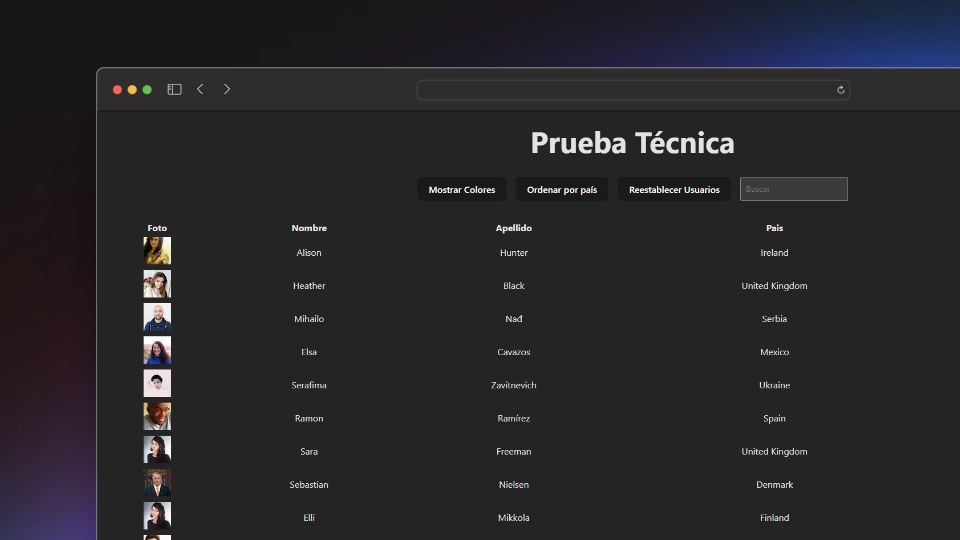 Prueba Técnica
Mostrar Colores Ordenar por país Reestablecer Usuarios Buscar
Foto Nombre Apellido Pais
Alison Hunter Ireland
Heather Black United Kingdom
Mihailo Nađ Serbia
Elsa Cavazos Mexico
Serafima Zavitnevich Ukraine
Ramon Ramírez Spain
Sara Freeman United Kingdom
Sebastian Nielsen Denmark
Elli Mikkola Finland